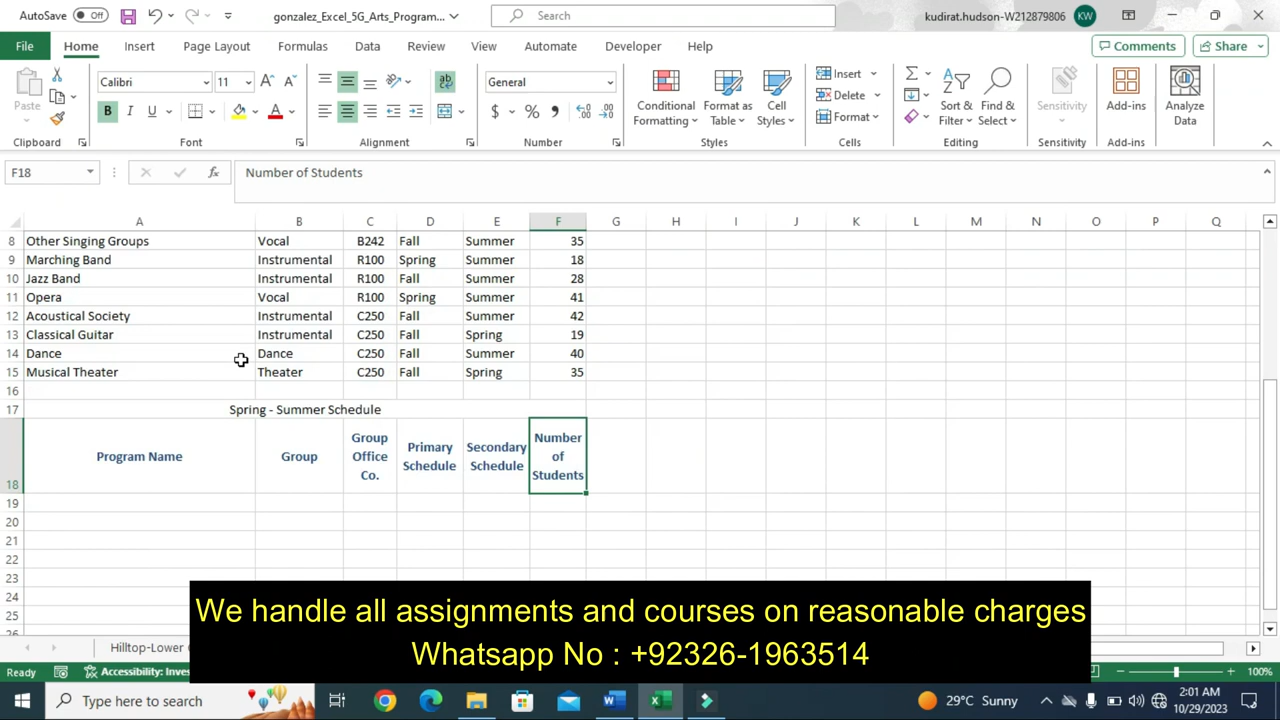 AutoSave Off gonzalez_Excel_5G_Arts_Program... Search kudirat.hudson-W212879806 KW
File Home Insert Page Layout Formulas Data Review View Automate Developer Help Comments Share
Paste Calibri 11 General Conditional Formatting Format as Table Cell Styles Insert Delete Format Sort & Filter Find & Select Sensitivity Add-ins Analyze Data
Clipboard Font Alignment Number Styles Cells Editing Sensitivity Add-ins
F18 Number of Students
A B C D E F G H I J K L M N O P Q
8 Other Singing Groups Vocal B242 Fall Summer 35
9 Marching Band Instrumental R100 Spring Summer 18
10 Jazz Band Instrumental R100 Fall Summer 28
11 Opera Vocal R100 Spring Summer 41
12 Acoustical Society Instrumental C250 Fall Summer 42
13 Classical Guitar Instrumental C250 Fall Spring 19
14 Dance Dance C250 Fall Summer 40
15 Musical Theater Theater C250 Fall Spring 35
16
17 Spring - Summer Schedule
18 Program Name Group Group Office Co. Primary Schedule Secondary Schedule Number of Students
19
20
21
22
23
24
25
We handle all assignments and courses on reasonable charges
Whatsapp No : +92326-1963514
Hilltop-Lower
Ready Accessibility: Inves 100%
Type here to search 29°C Sunny 2:01 AM
10/29/2023